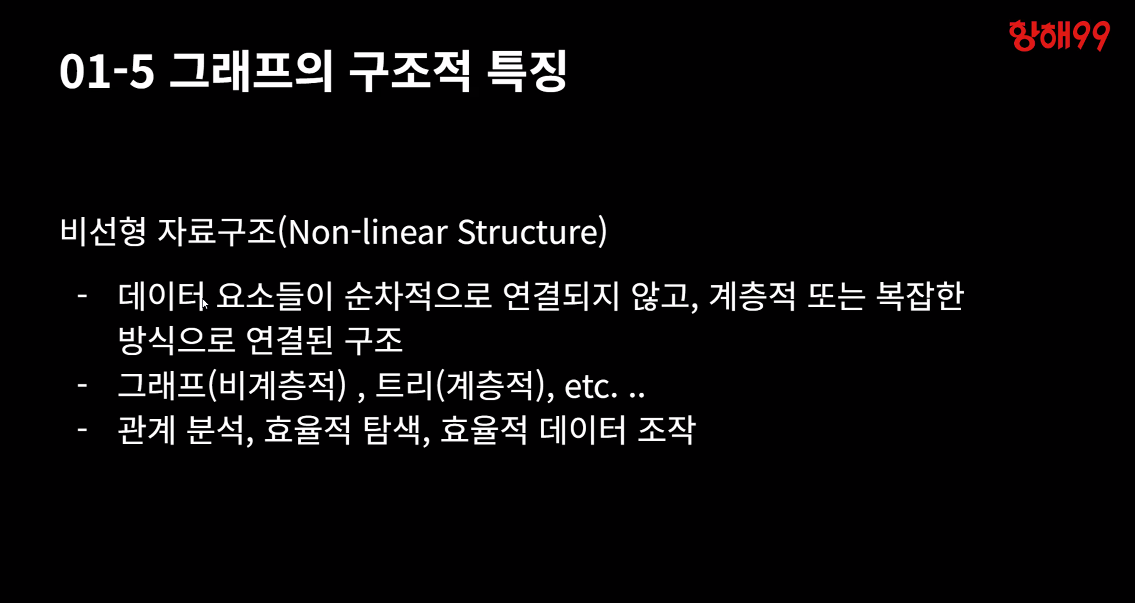 항해99
01-5 그래프의 구조적 특징
비선형 자료구조(Non-linear Structure)
- 데이터 요소들이 순차적으로 연결되지 않고, 계층적 또는 복잡한
방식으로 연결된 구조
- 그래프(비계층적) , 트리(계층적), etc. ..
- 관계 분석, 효율적 탐색, 효율적 데이터 조작